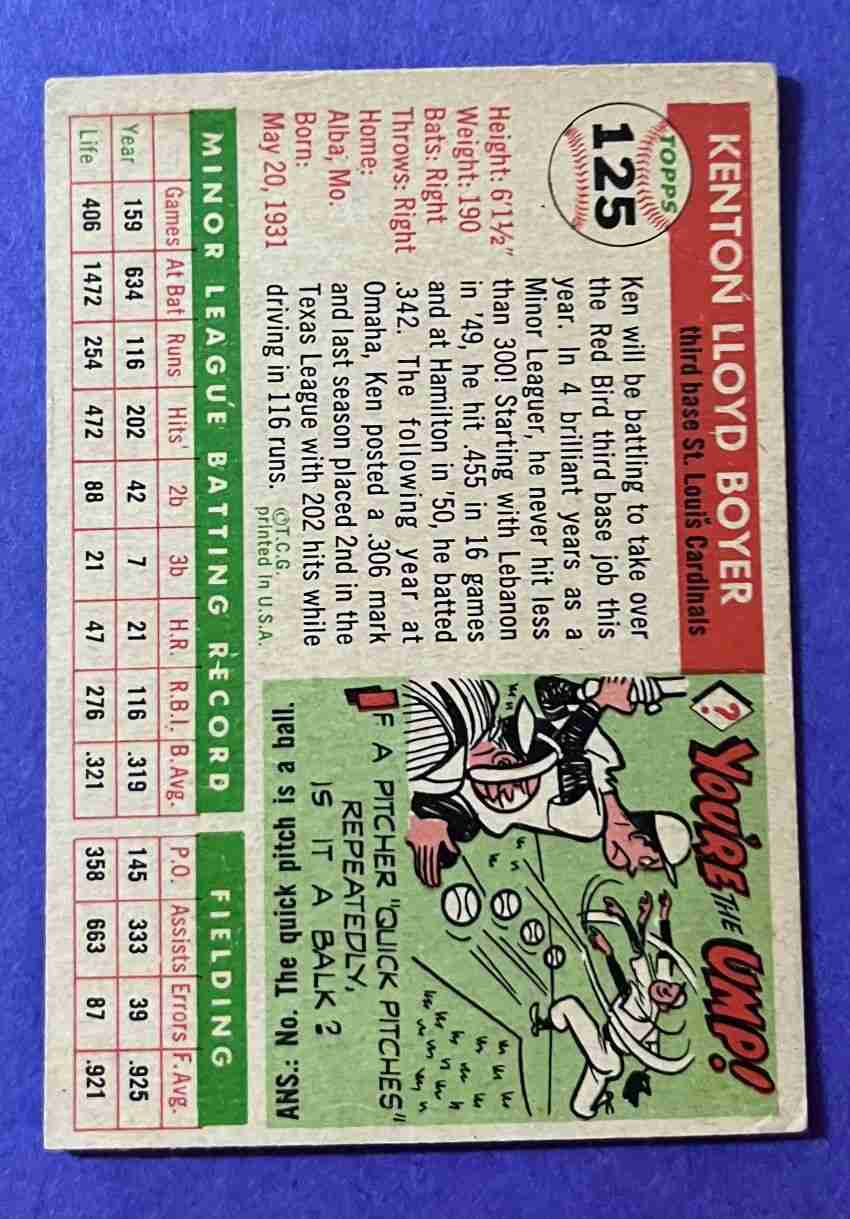 KENTON LLOYD BOYER
third base St. Louis Cardinals
TOPPS
125
Height: 6'1½"
Weight: 190
Bats: Right
Throws: Right
Home:
Alba, Mo.
Born:
May 20, 1931
Ken will be battling to take over
the Red Bird third base job this
year. In 4 brilliant years as a
Minor Leaguer, he never hit less
than 300! Starting with Lebanon
in '49, he hit .455 in 16 games
and at Hamilton in '50, he batted
.342. The following year at
Omaha, Ken posted a .306 mark
and last season placed 2nd in the
Texas League with 202 hits while
driving in 116 runs.
©T.C.G.
printed in U.S.A.
?
YOU'RE THE UMP!
IF A PITCHER "QUICK PITCHES"
REPEATEDLY,
IS IT A BALK?
ANS.: No. The quick pitch is a ball.
MINOR LEAGUE BATTING RECORD FIELDING
Games At Bat Runs Hits 2b 3b H.R. R.B.I. B.Avg. P.O. Assists Errors F.Avg.
Year 159 634 116 202 42 7 21 116 .319 145 333 39 .925
Life 406 1472 254 472 88 21 47 276 .321 358 663 87 .921